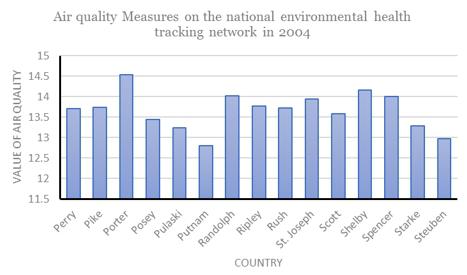 Air quality Measures on the national environmental health
tracking network in 2004
VALUE OF AIR QUALITY
15
14.5
14
13.5
13
12.5
12
11.5
Perry
Pike
Porter
Posey
Pulaski
Putnam
Randolph
Ripley
Rush
St. Joseph
Scott
Shelby
Spencer
Starke
Steuben
COUNTRY